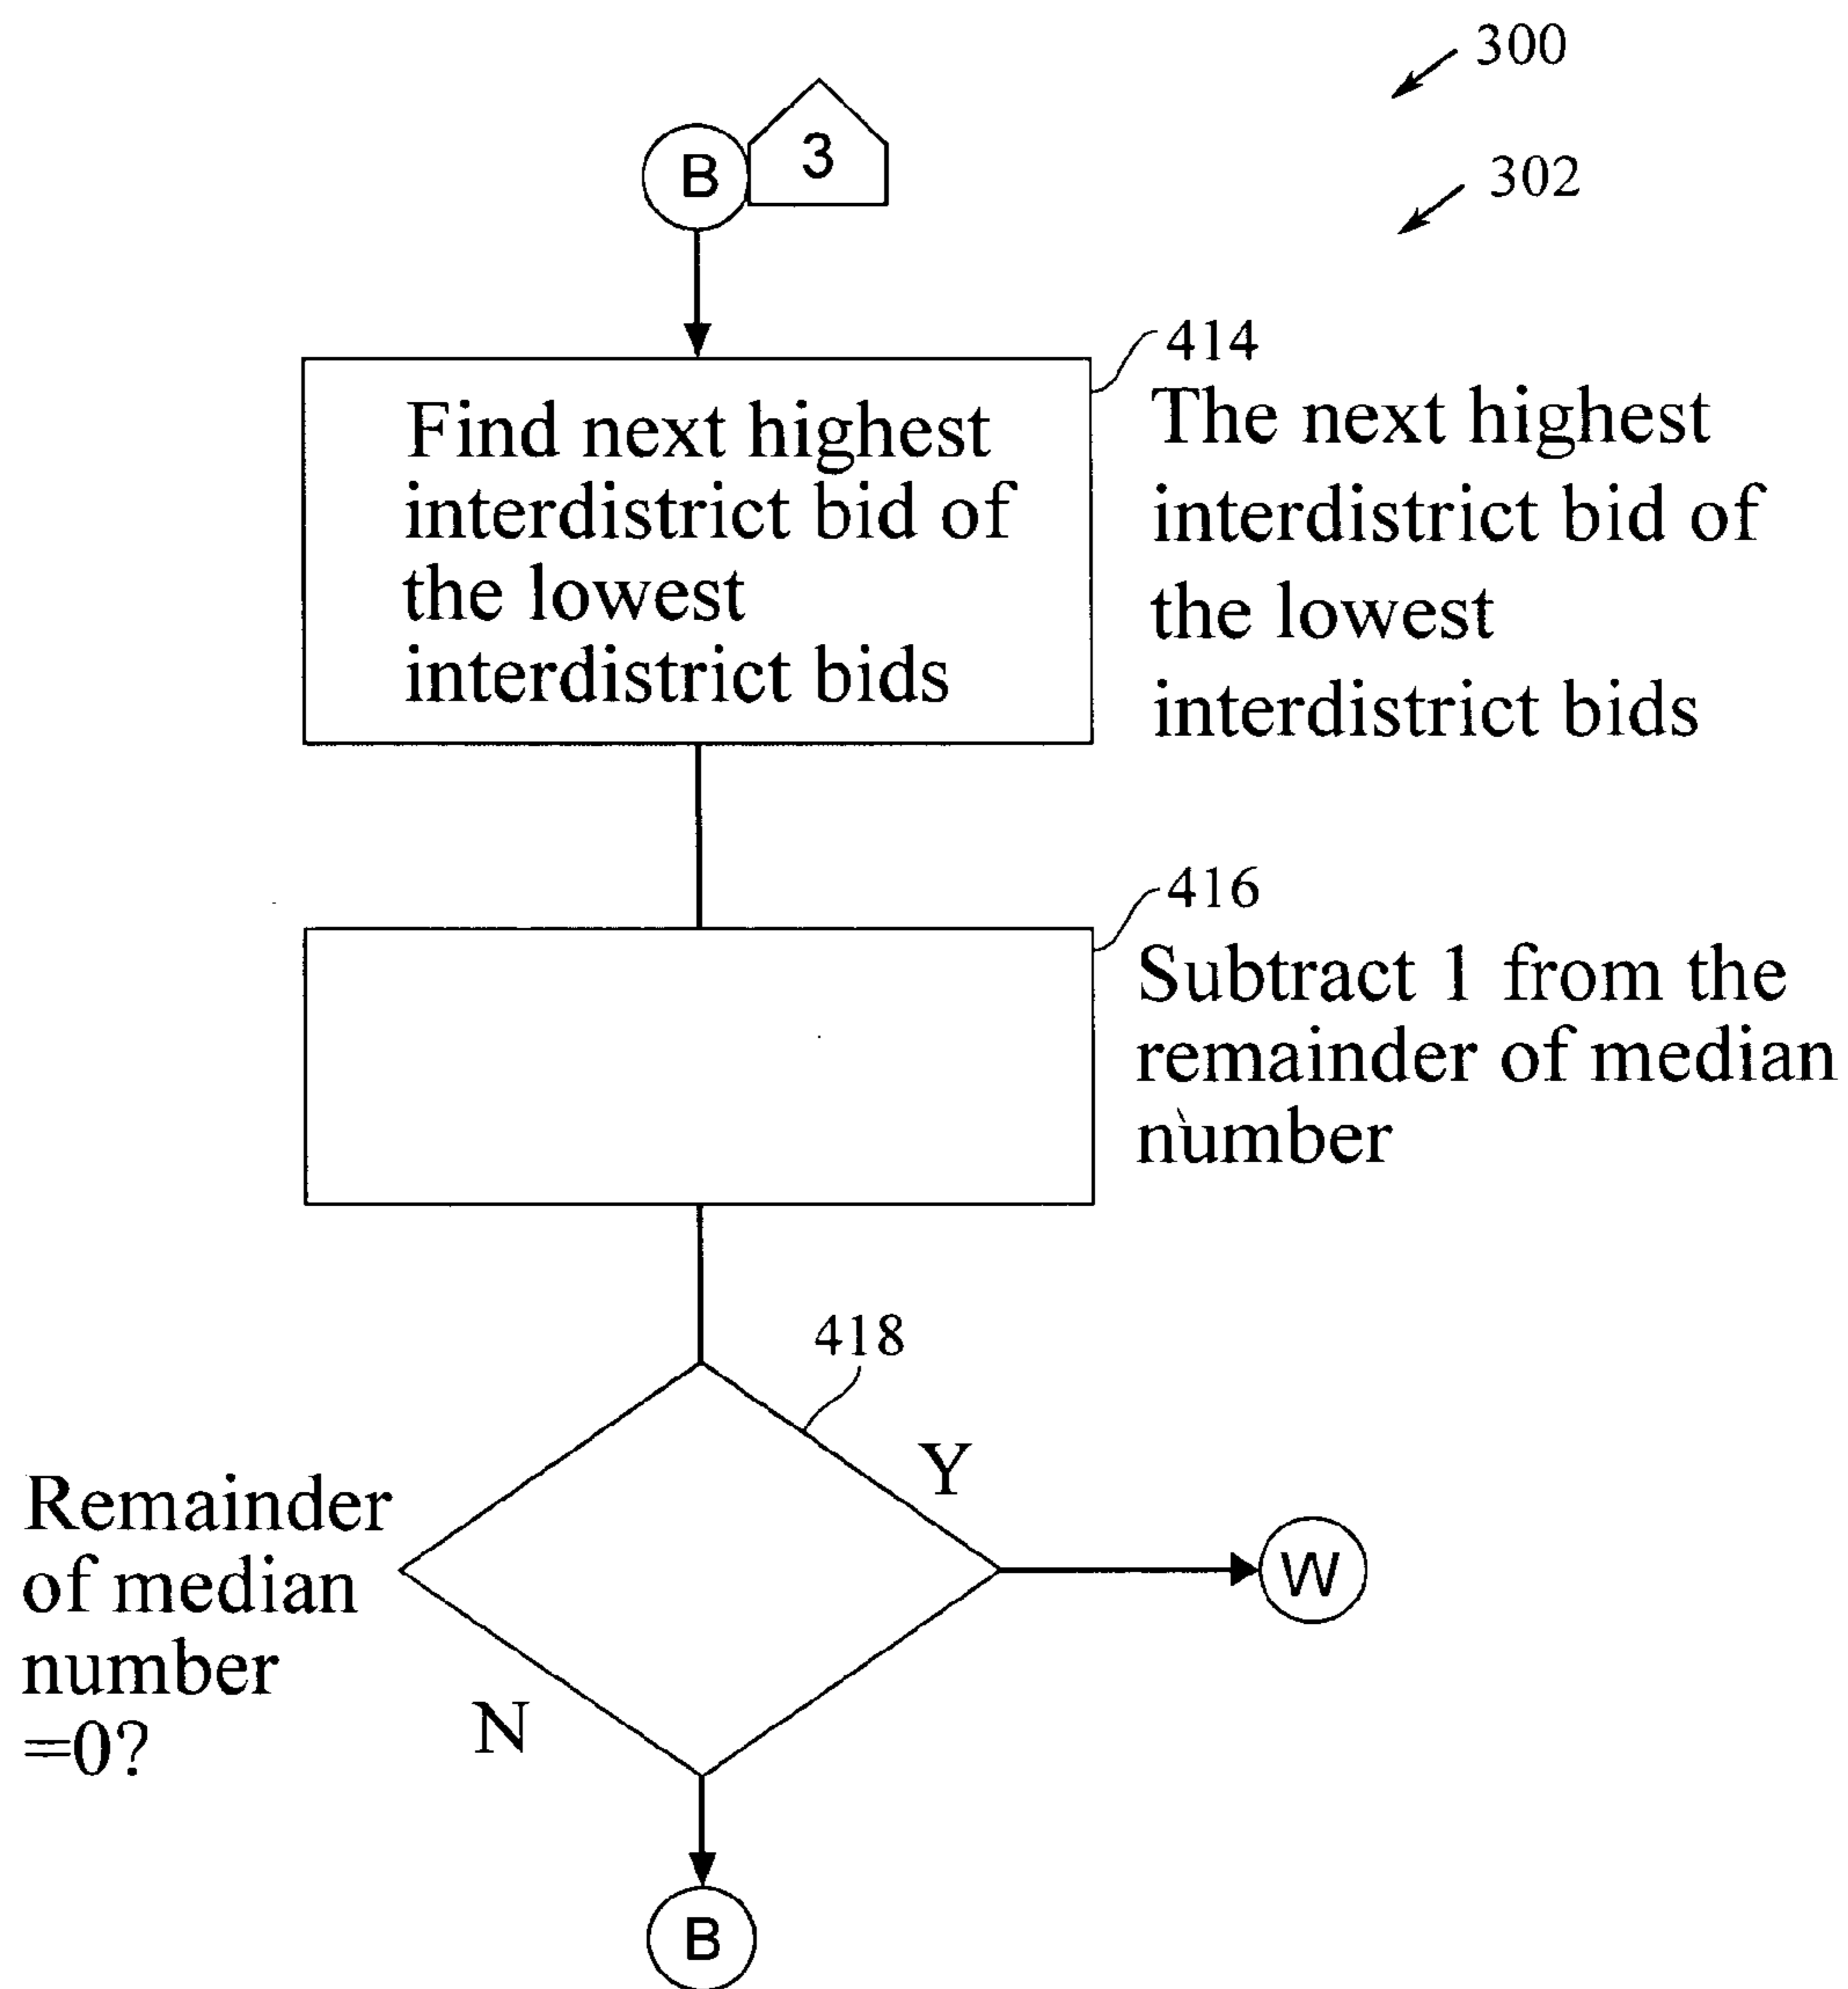 300
B
3
302
414
Find next highest
interdistrict bid of
the lowest
interdistrict bids
The next highest
interdistrict bid of
the lowest
interdistrict bids
416
Subtract 1 from the
remainder of median
number
418
Y
Remainder
of median
number
=0?
W
N
B